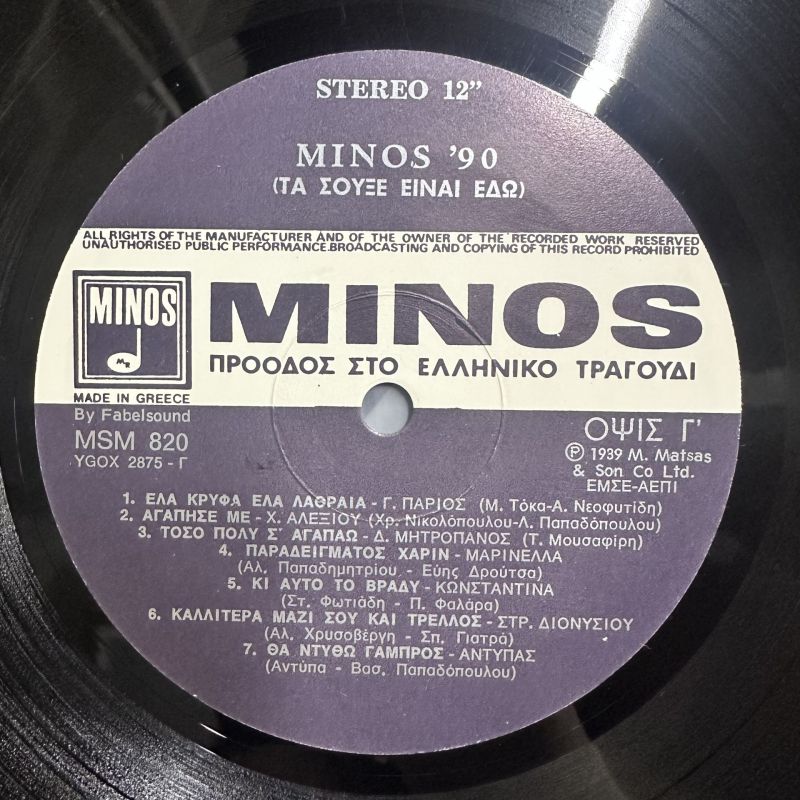 STEREO 12"
MINOS '90
(ΤΑ ΣΟΥΞΕ ΕΙΝΑΙ ΕΔΩ)
ALL RIGHTS OF THE MANUFACTURER AND OF THE OWNER OF THE RECORDED WORK RESERVED
UNAUTHORISED PUBLIC PERFORMANCE.BROADCASTING AND COPYING OF THIS RECORD PROHIBITED
MINOS
MR
MINOS
ΠΡΟΟΔΟΣ ΣΤΟ ΕΛΛΗΝΙΚΟ ΤΡΑΓΟΥΔΙ
MADE IN GREECE
By Fabelsound
MSM 820
YGOX 2875 - Γ
ΟΨΙΣ Γ'
℗ 1939 M. Matsas
& Son Co Ltd.
ΕΜΣΕ-ΑΕΠΙ
1. ΕΛΑ ΚΡΥΦΑ ΕΛΑ ΛΑΘΡΑΙΑ - Γ. ΠΑΡΙΟΣ (Μ. Τόκα-Α. Νεοφυτίδη)
2. ΑΓΑΠΗΣΕ ΜΕ - Χ. ΑΛΕΞΙΟΥ (Χρ. Νικολόπουλου-Λ. Παπαδόπουλου)
3. ΤΟΣΟ ΠΟΛΥ Σ' ΑΓΑΠΑΩ - Δ. ΜΗΤΡΟΠΑΝΟΣ (Τ. Μουσαφίρη)
4. ΠΑΡΑΔΕΙΓΜΑΤΟΣ ΧΑΡΙΝ - ΜΑΡΙΝΕΛΛΑ
(Αλ. Παπαδημητρίου - Εύης Δρούτσα)
5. ΚΙ ΑΥΤΟ ΤΟ ΒΡΑΔΥ - ΚΩΝΣΤΑΝΤΙΝΑ
(Στ. Φωτιάδη - Π. Φαλάρα)
6. ΚΑΛΛΙΤΕΡΑ ΜΑΖΙ ΣΟΥ ΚΑΙ ΤΡΕΛΛΟΣ - ΣΤΡ. ΔΙΟΝΥΣΙΟΥ
(Αλ. Χρυσοβέργη - Σπ. Γιατρά)
7. ΘΑ ΝΤΥΘΩ ΓΑΜΠΡΟΣ - ΑΝΤΥΠΑΣ
(Αντύπα - Βασ. Παπαδόπουλου)